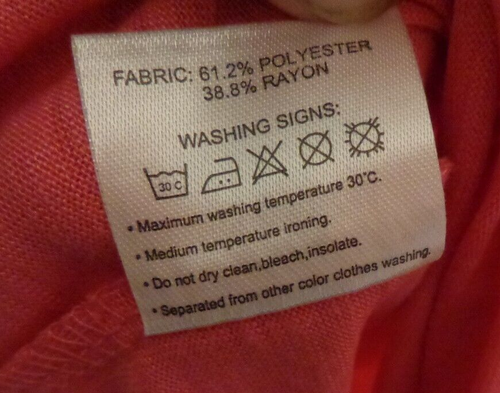 FABRIC: 61.2% POLYESTER
38.8% RAYON
WASHING SIGNS:
30 C
• Maximum washing temperature 30°C.
• Medium temperature ironing.
• Do not dry clean,bleach,insolate.
• Separated from other color clothes washing.